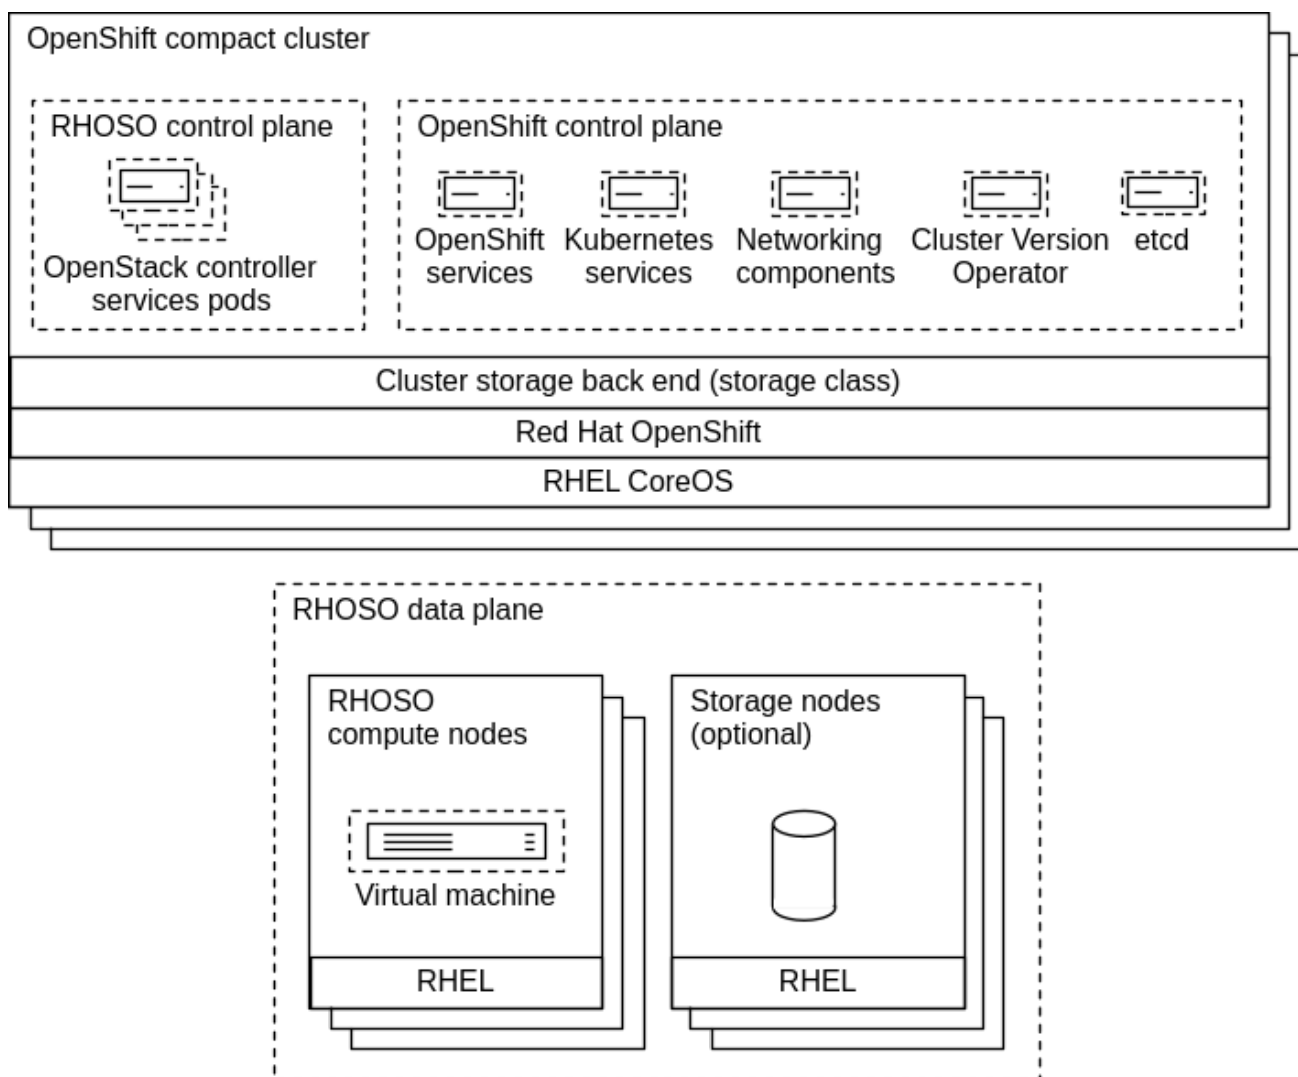 OpenShift compact cluster
RHOSO control plane
OpenStack controller
services pods
OpenShift control plane
OpenShift
services
Kubernetes
services
Networking
components
Cluster Version
Operator
etcd
Cluster storage back end (storage class)
Red Hat OpenShift
RHEL CoreOS
RHOSO data plane
RHOSO
compute nodes
Virtual machine
RHEL
Storage nodes
(optional)
RHEL